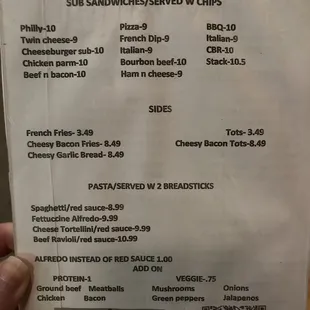 SUB SANDWICHES/SERVED W CHIPS
Philly-10 Pizza-9 BBQ-10
Twin cheese-9 French Dip-9 Italian-9
Cheeseburger sub-10 Italian-9 CBR-10
Chicken parm-10 Bourbon beef-10 Stack-10.5
Beef n bacon-10 Ham n cheese-9
SIDES
French Fries- 3.49 Tots- 3.49
Cheesy Bacon Fries- 8.49 Cheesy Bacon Tots-8.49
Cheesy Garlic Bread- 8.49
PASTA/SERVED W 2 BREADSTICKS
Spaghetti/red sauce-8.99
Fettuccine Alfredo-9.99
Cheese Tortellini/red sauce-9.99
Beef Ravioli/red sauce-10.99
ALFREDO INSTEAD OF RED SAUCE 1.00
ADD ON
PROTEIN-1 VEGGIE-.75
Ground beef Meatballs Mushrooms Onions
Chicken Bacon Green peppers Jalapenos